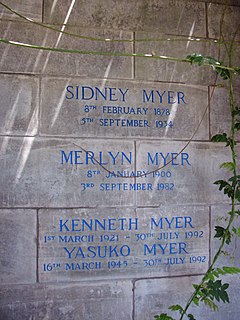 SIDNEY MYER
8TH FEBRUARY 1878
5TH SEPTEMBER 1934
MERLYN MYER
8TH JANUARY 1900
3RD SEPTEMBER 1982
KENNETH MYER
1ST MARCH 1921 - 30TH JULY 1992
YASUKO MYER
16TH MARCH 1945 - 30TH JULY 1992